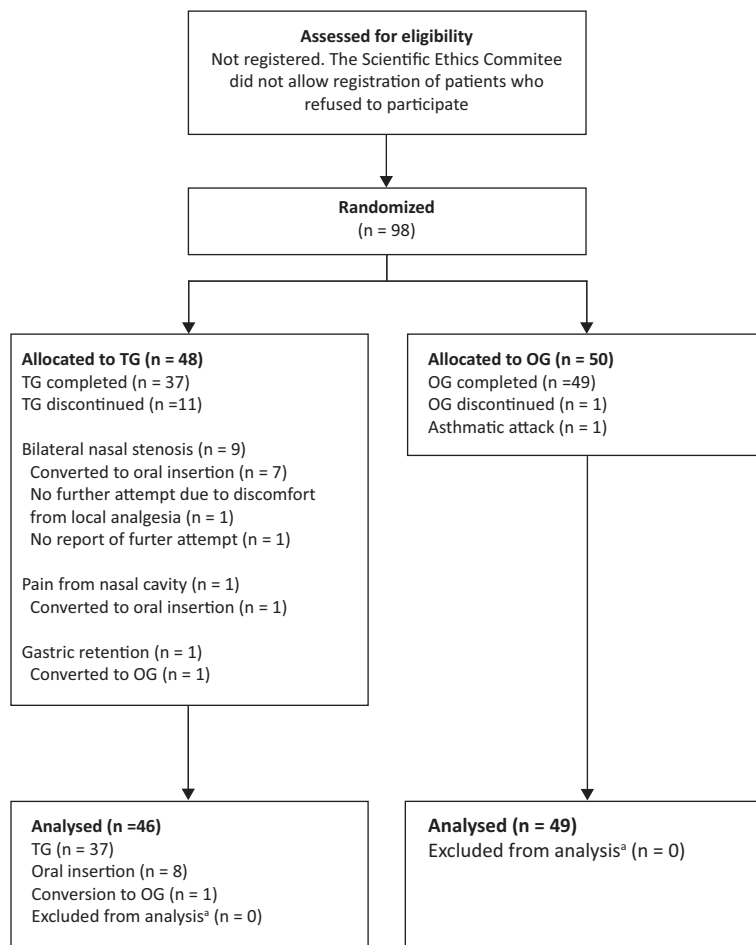 Assessed for eligibility
Not registered. The Scientific Ethics Commitee
did not allow registration of patients who
refused to participate
Randomized
(n = 98)
Allocated to TG (n = 48)
TG completed (n = 37)
TG discontinued (n =11)
Bilateral nasal stenosis (n = 9)
Converted to oral insertion (n = 7)
No further attempt due to discomfort
from local analgesia (n = 1)
No report of furter attempt (n = 1)
Pain from nasal cavity (n = 1)
Converted to oral insertion (n = 1)
Gastric retention (n = 1)
Converted to OG (n = 1)
Allocated to OG (n = 50)
OG completed (n =49)
OG discontinued (n = 1)
Asthmatic attack (n = 1)
Analysed (n =46)
TG (n = 37)
Oral insertion (n = 8)
Conversion to OG (n = 1)
Excluded from analysisᵃ (n = 0)
Analysed (n = 49)
Excluded from analysisᵃ (n = 0)